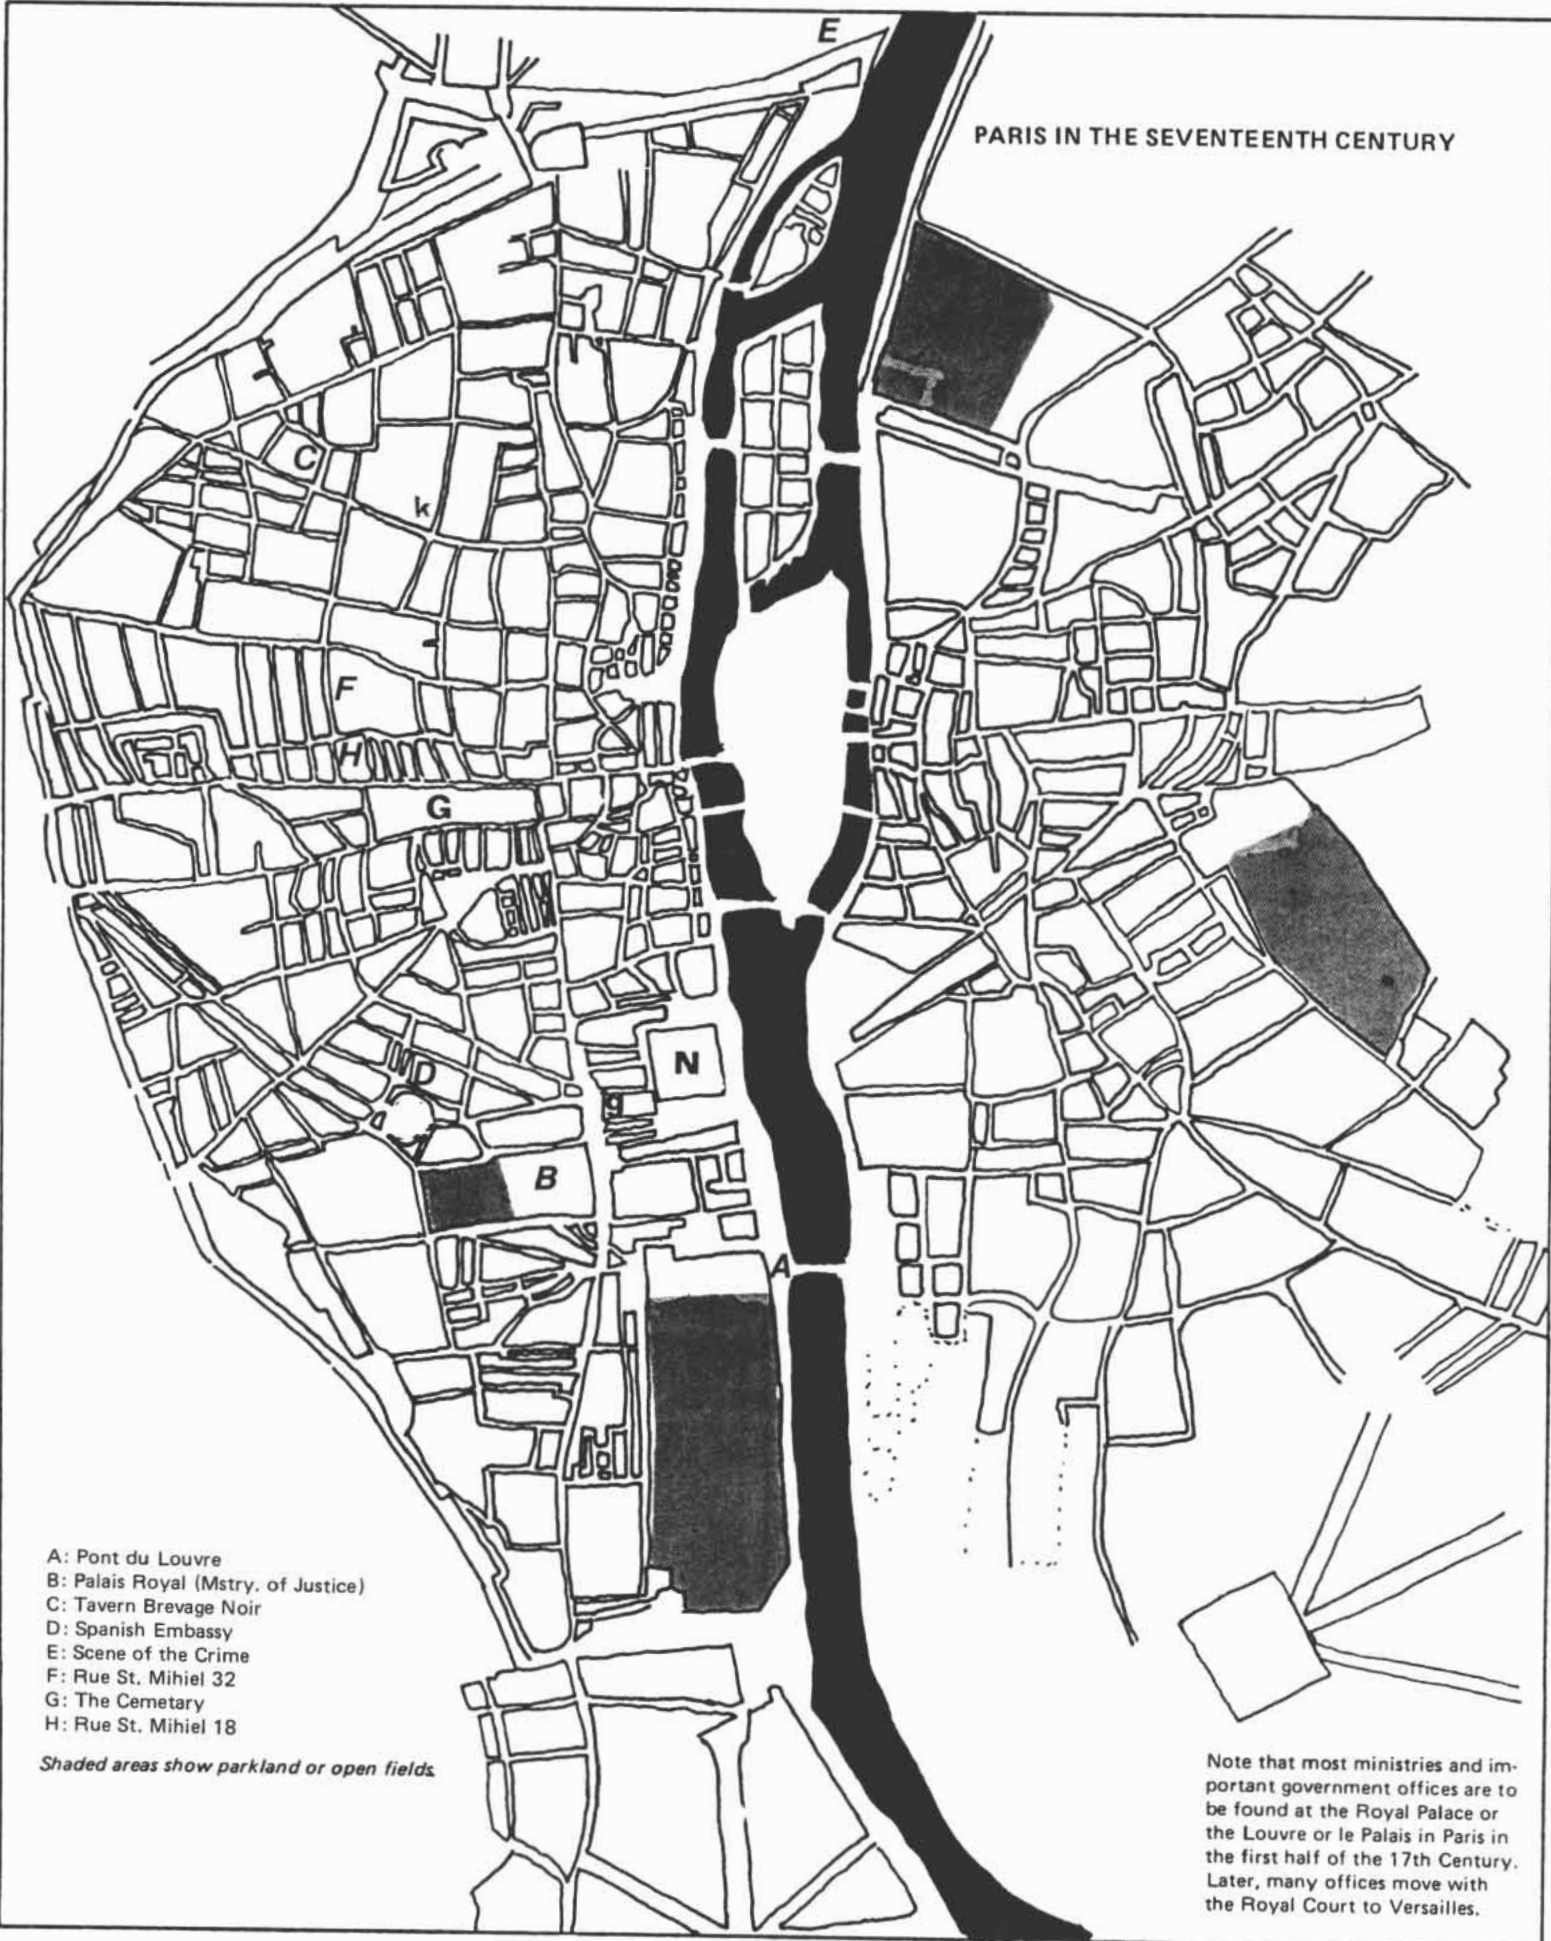 E
PARIS IN THE SEVENTEENTH CENTURY
C
k
F
H
G
N
D
g
B
A
A: Pont du Louvre
B: Palais Royal (Mstry. of Justice)
C: Tavern Brevage Noir
D: Spanish Embassy
E: Scene of the Crime
F: Rue St. Mihiel 32
G: The Cemetary
H: Rue St. Mihiel 18
Shaded areas show parkland or open fields.
Note that most ministries and im-
portant government offices are to
be found at the Royal Palace or
the Louvre or le Palais in Paris in
the first half of the 17th Century.
Later, many offices move with
the Royal Court to Versailles.